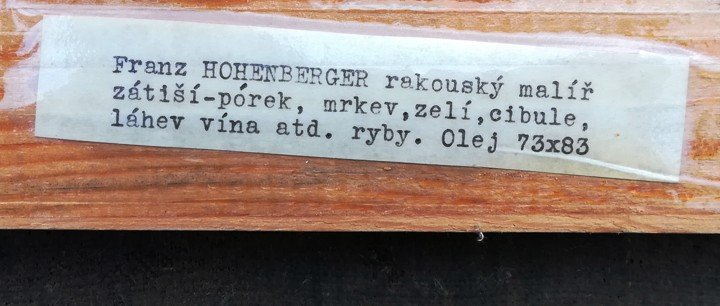 Franz HOHENBERGER rakouský malíř
zátiší-pórek, mrkev,zelí,cibule,
láhev vína atd. ryby. Olej 73x83